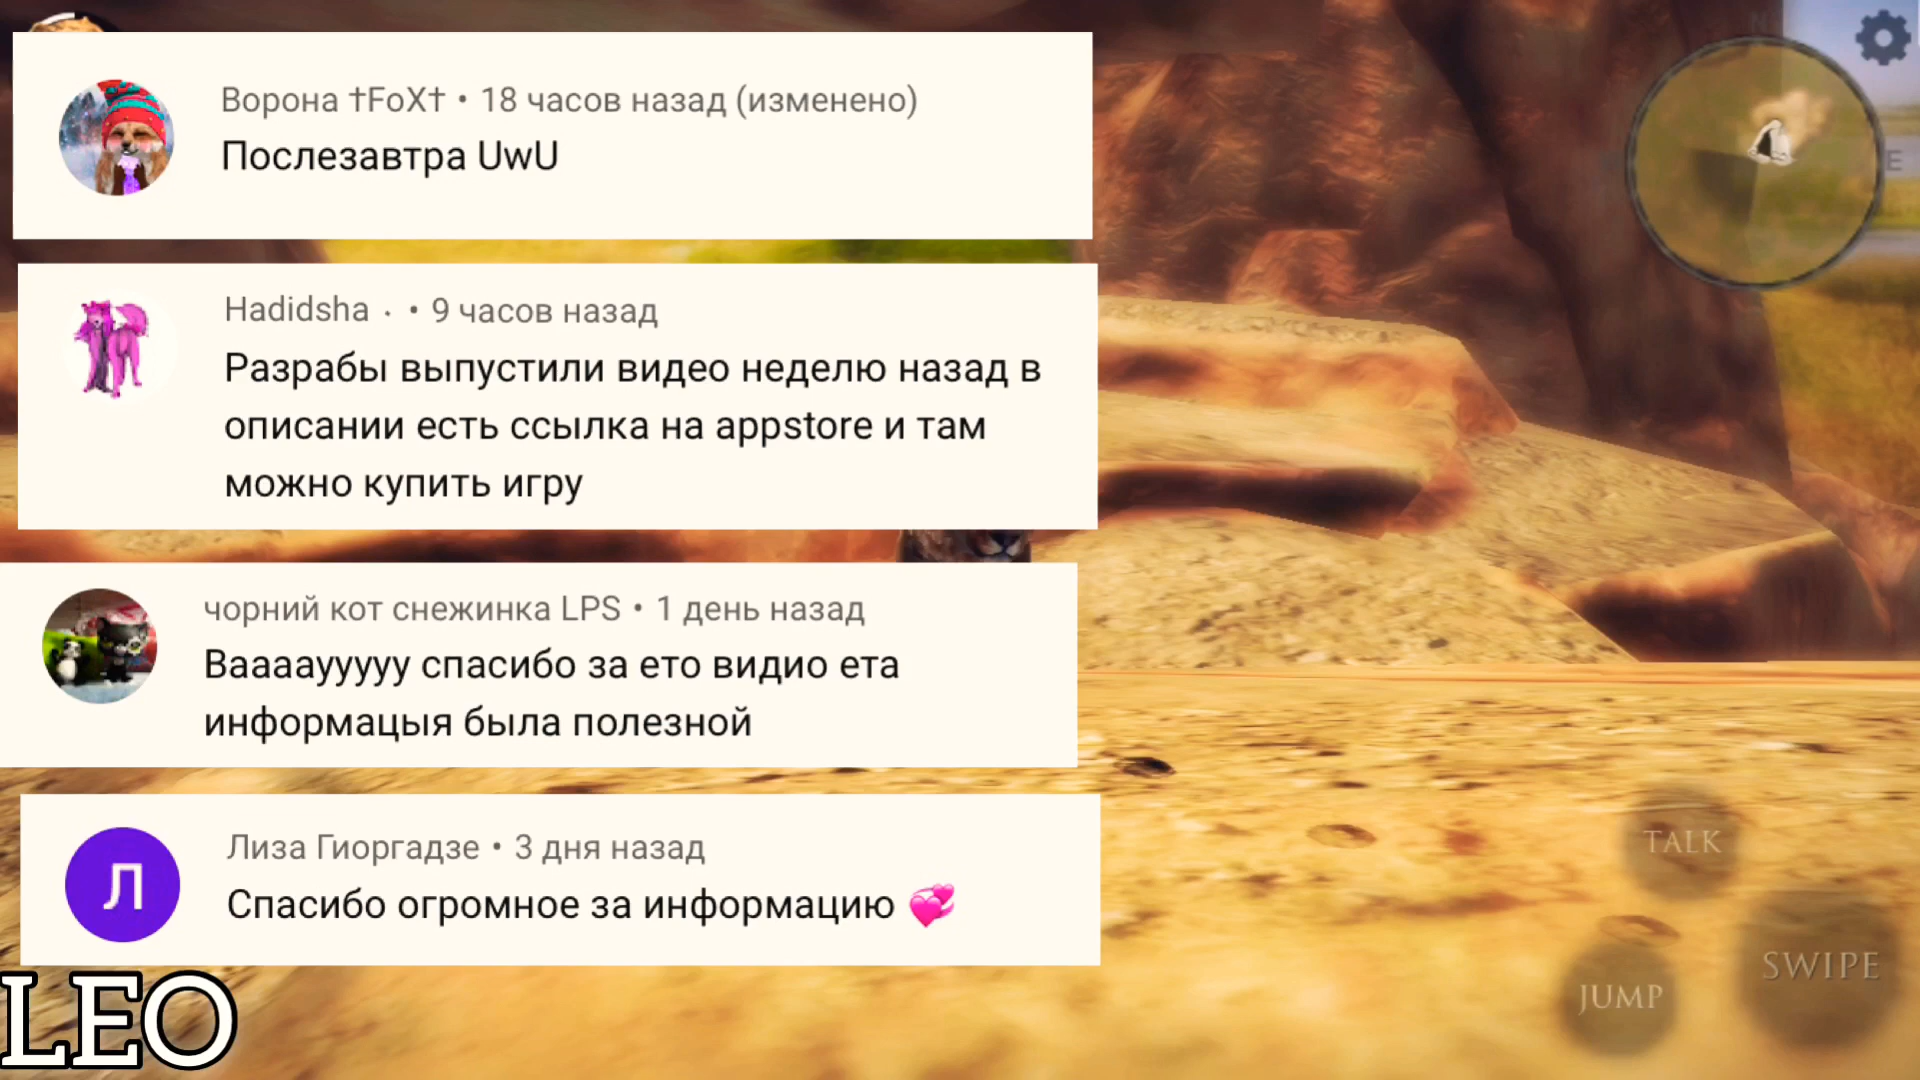 Ворона †FoX† • 18 часов назад (изменено)
Послезавтра UwU
Hadidsha . • 9 часов назад
Разрабы выпустили видео неделю назад в
описании есть ссылка на appstore и там
можно купить игру
чорний кот снежинка LPS • 1 день назад
Ваааауууyу спасибо за ето видио ета
информацыя была полезной
Л
Лиза Гиоргадзе • 3 дня назад
Спасибо огромное за информацию 💞
LEO
N
E
TALK
SWIPE
JUMP